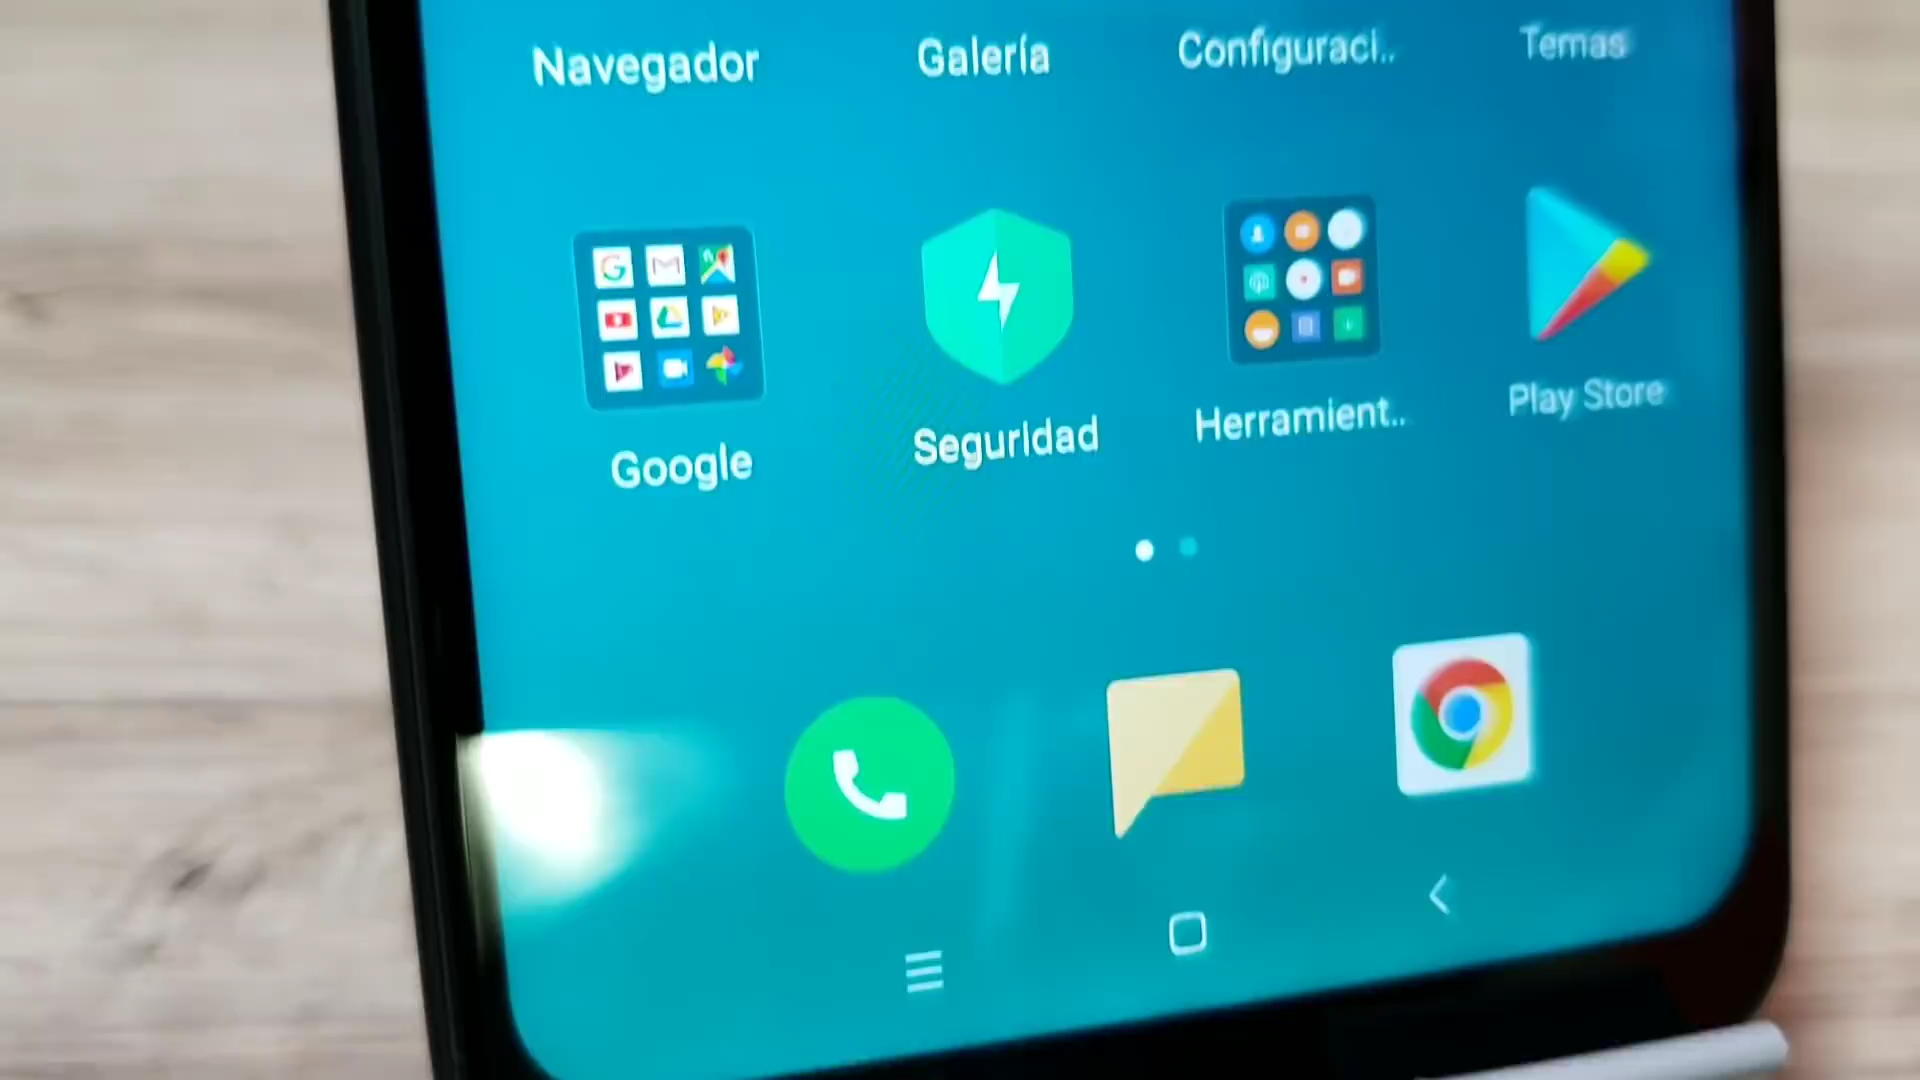 Navegador
Galería
Configuraci..
Temas
Google
Seguridad
Herramient..
Play Store